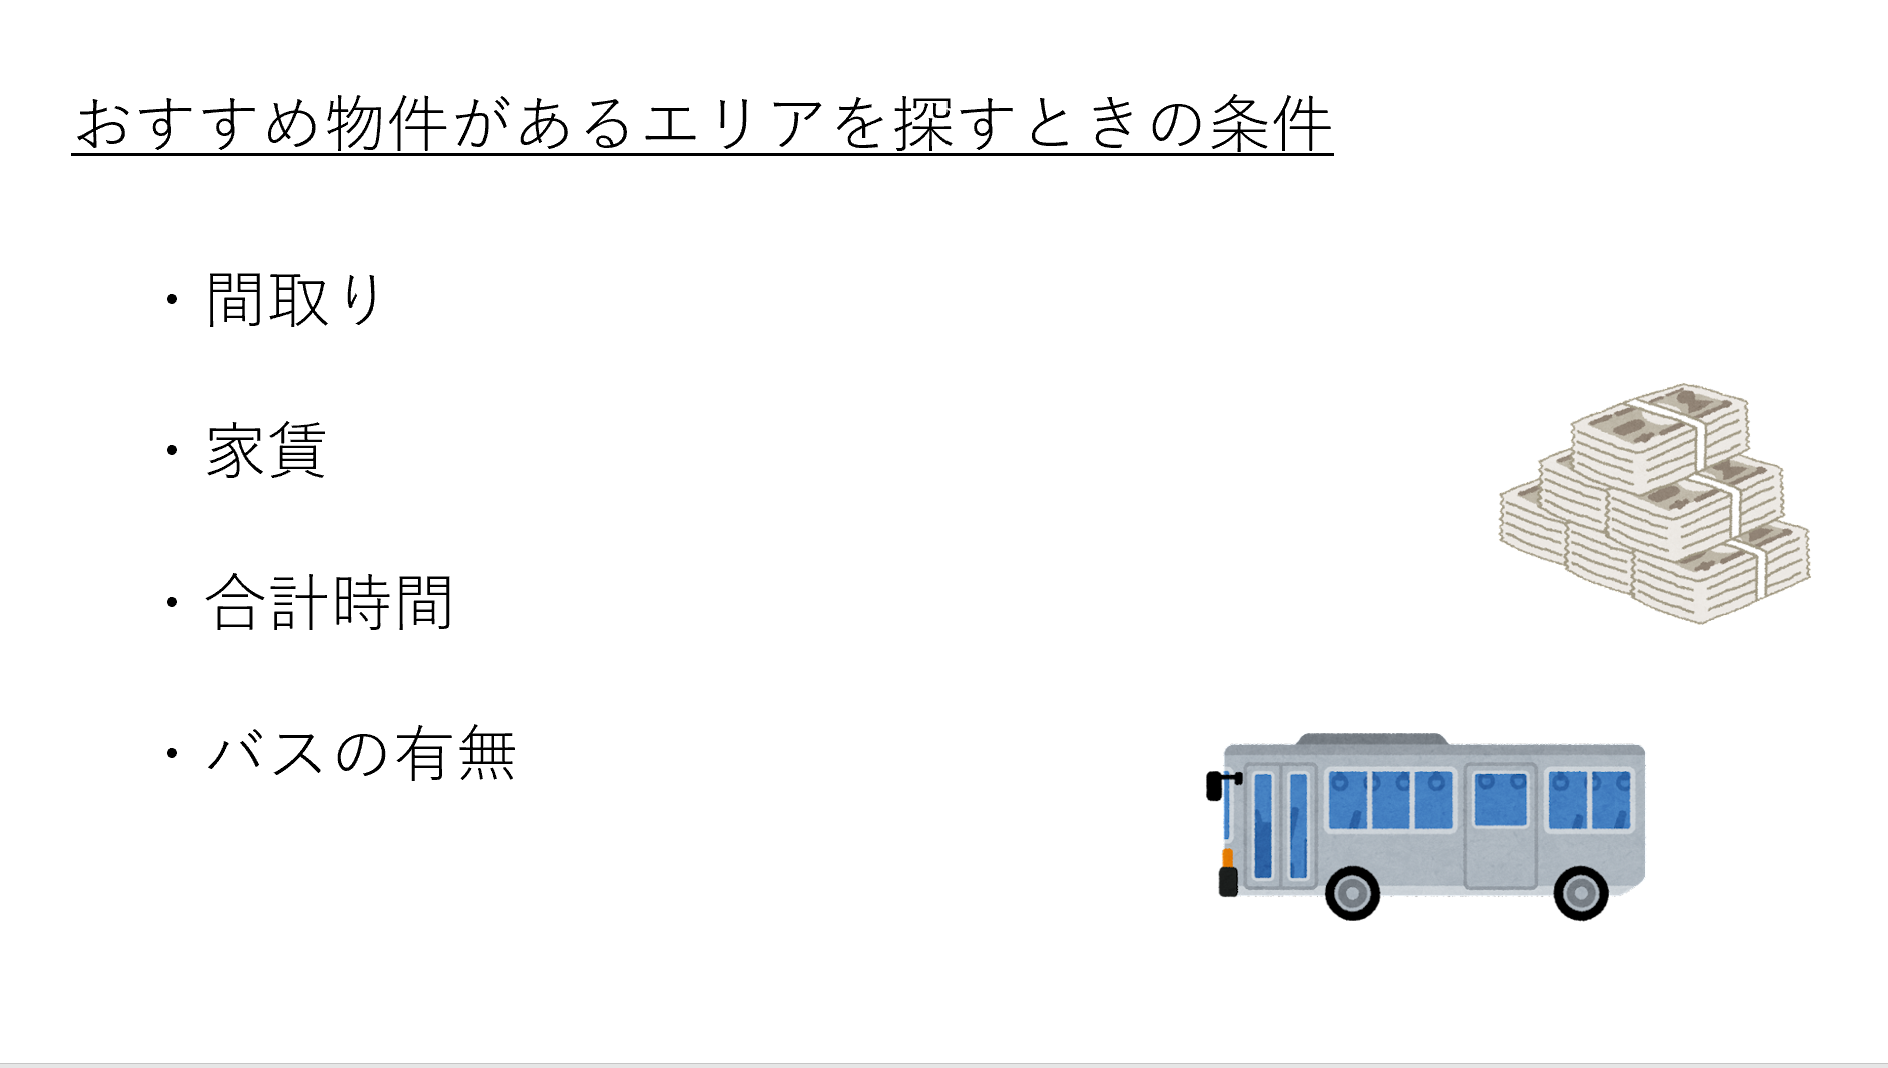 おすすめ物件があるエリアを探すときの条件
・間取り
・家賃
・合計時間
・バスの有無